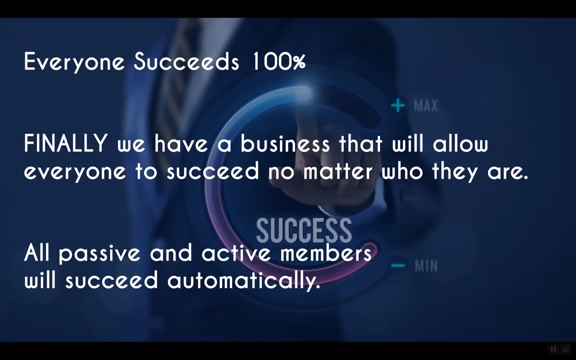 Everyone Succeeds 100%
FINALLY we have a business that will allow
everyone to succeed no matter who they are.
All passive and active members
will succeed automatically.
+ MAX
SUCCESS
- MIN